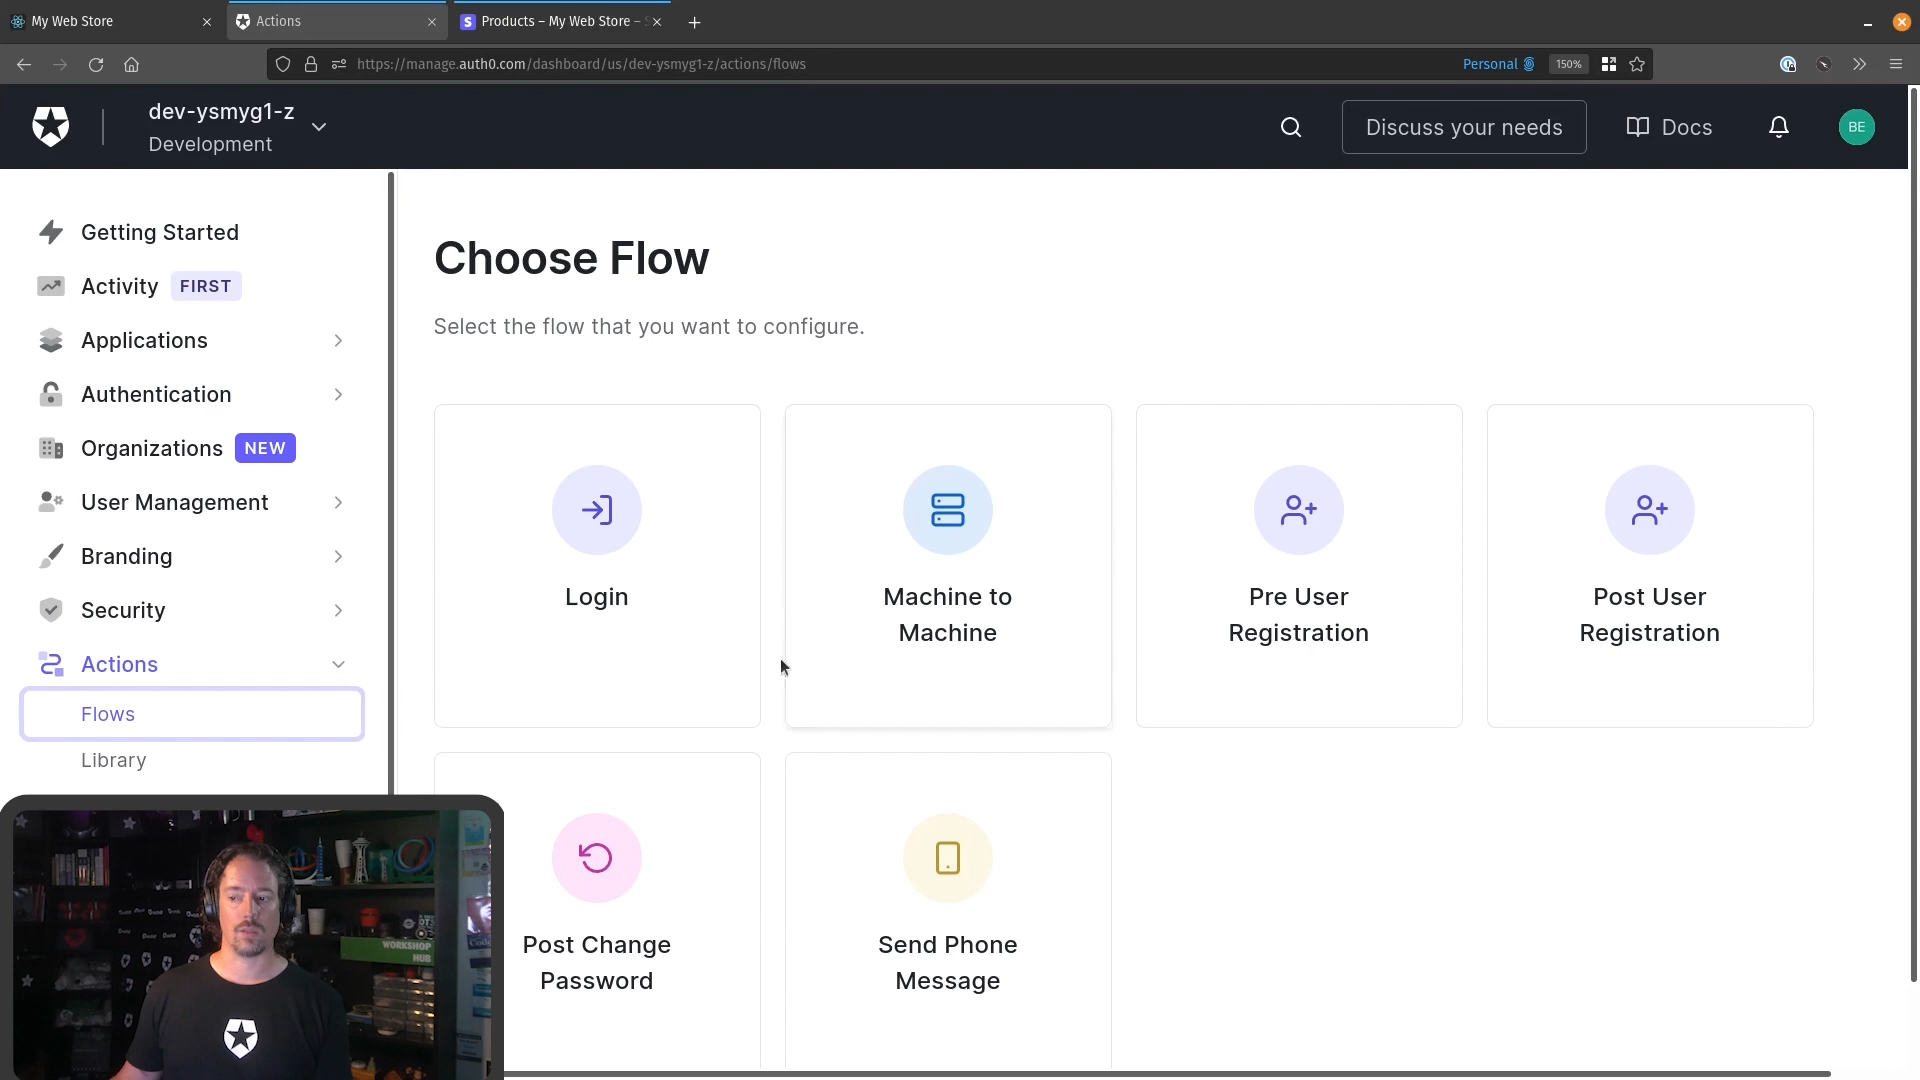 My Web Store
Actions
Products – My Web Store –
https://manage.auth0.com/dashboard/us/dev-ysmyg1-z/actions/flows
Personal
150%
dev-ysmyg1-z
Development
Discuss your needs
Docs
BE
Getting Started
Activity FIRST
Applications
Authentication
Organizations NEW
User Management
Branding
Security
Actions
Flows
Library
Choose Flow
Select the flow that you want to configure.
Login
Machine to
Machine
Pre User
Registration
Post User
Registration
Post Change
Password
Send Phone
Message
WORKSHOP
HUB